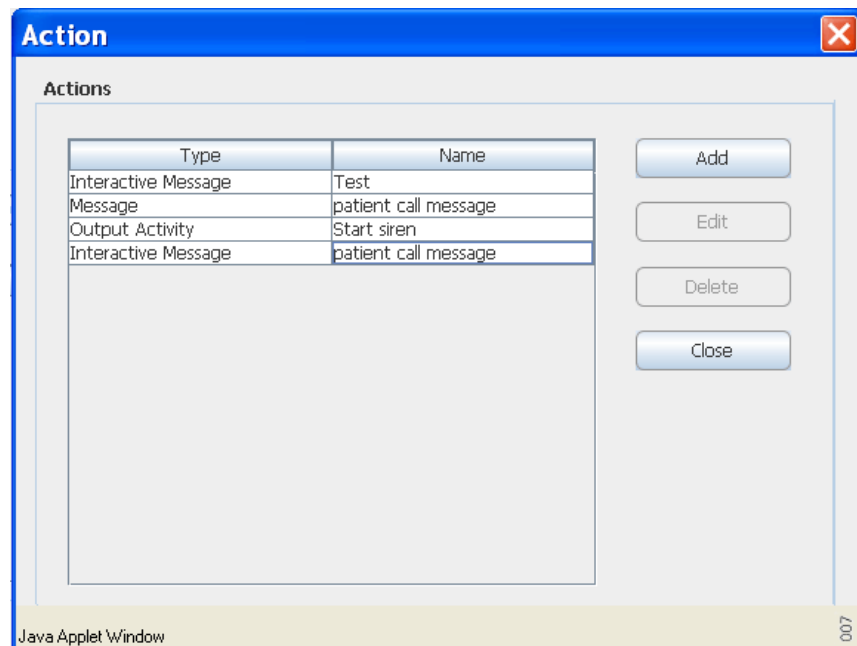 Action
Actions
Type Name
Interactive Message Test
Message patient call message
Output Activity Start siren
Interactive Message patient call message
Add
Edit
Delete
Close
Java Applet Window
007